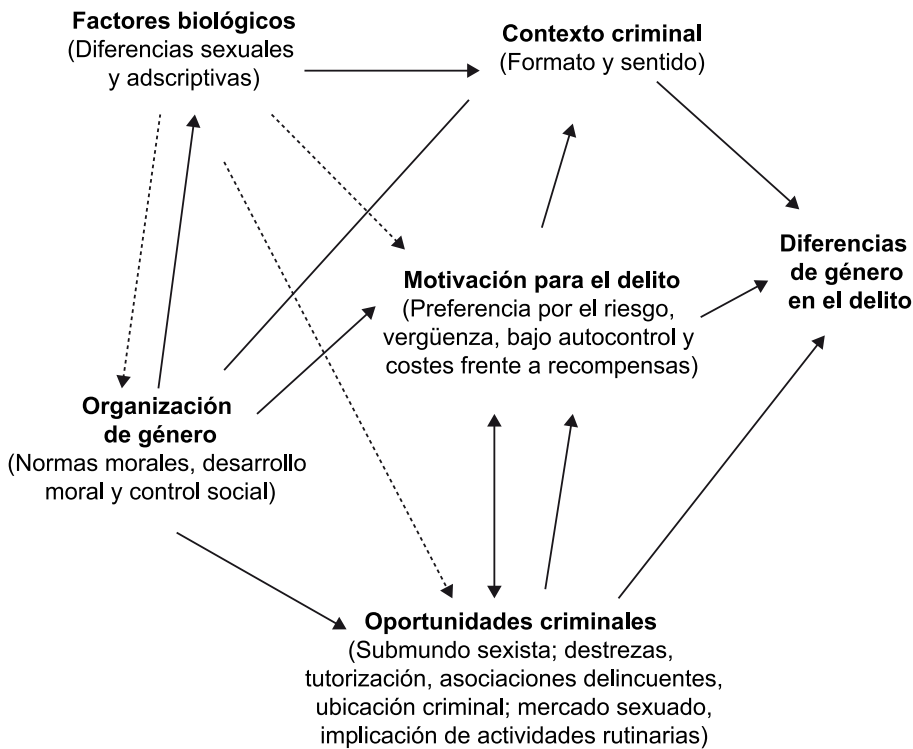 Factores biológicos
(Diferencias sexuales
y adscriptivas)
Contexto criminal
(Formato y sentido)
Diferencias
de género
en el delito
Motivación para el delito
(Preferencia por el riesgo,
vergüenza, bajo autocontrol y
costes frente a recompensas)
Organización
de género
(Normas morales, desarrollo
moral y control social)
Oportunidades criminales
(Submundo sexista; destrezas,
tutorización, asociaciones delincuentes,
ubicación criminal; mercado sexuado,
implicación de actividades rutinarias)